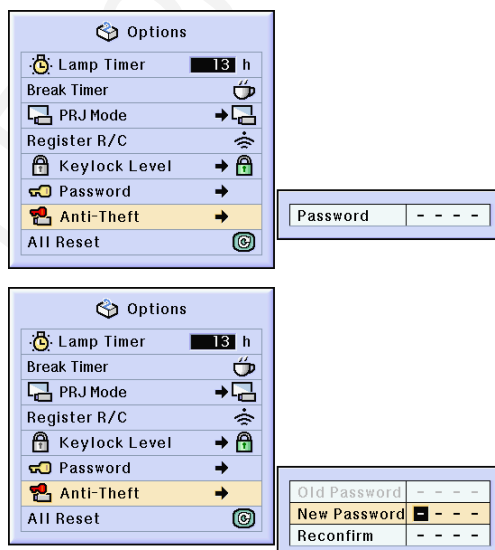 Options
Lamp Timer 13 h
Break Timer
PRJ Mode
Register R/C
Keylock Level
Password
Anti-Theft
All Reset
Password - - - -
Options
Lamp Timer 13 h
Break Timer
PRJ Mode
Register R/C
Keylock Level
Password
Anti-Theft
All Reset
Old Password - - - -
New Password - - - -
Reconfirm - - - -